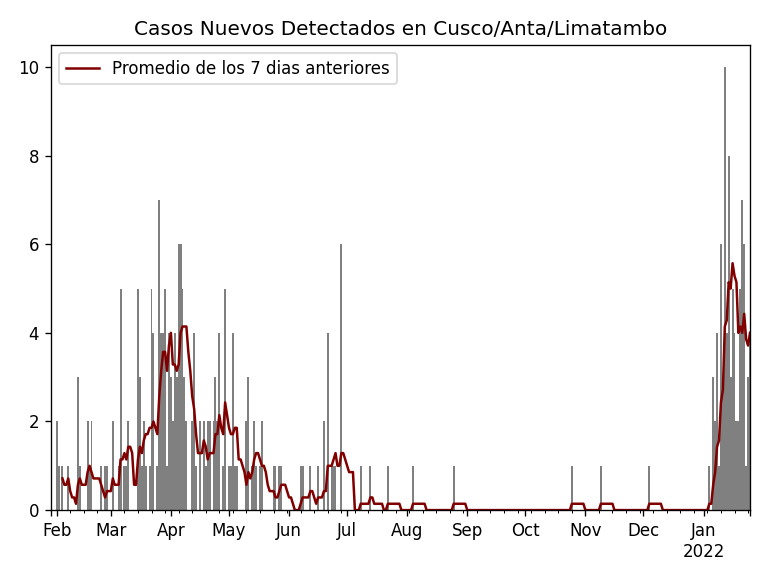 Casos Nuevos Detectados en Cusco/Anta/Limatambo
Promedio de los 7 dias anteriores
10
8
6
4
2
0
Feb Mar Apr May Jun Jul Aug Sep Oct Nov Dec Jan
2022